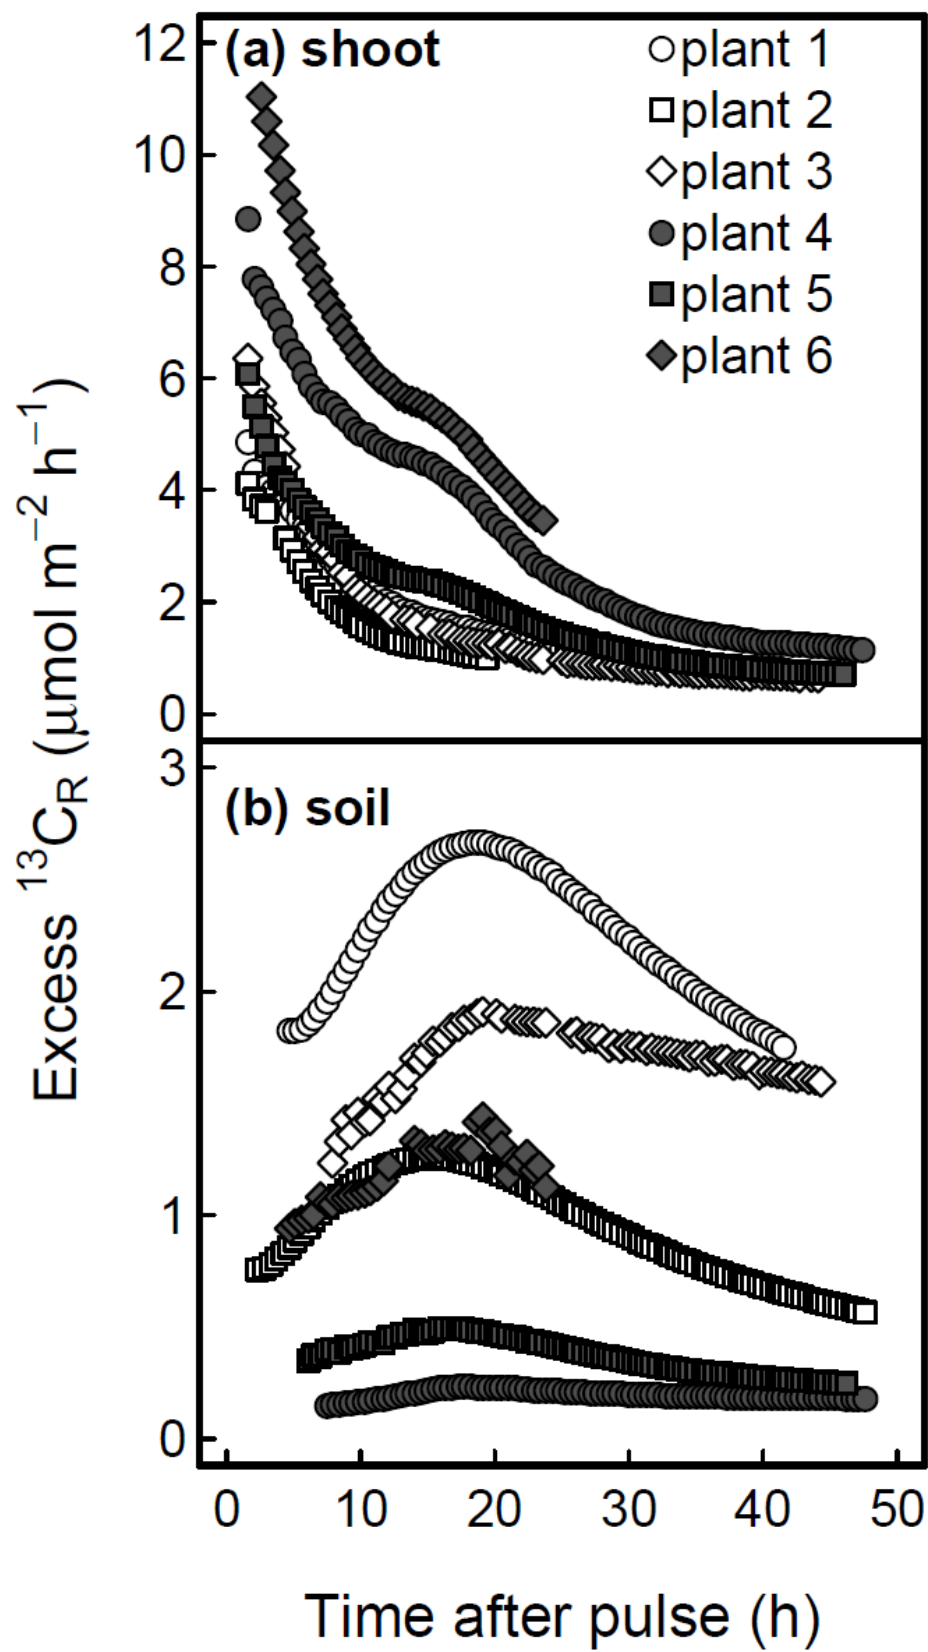 (a) shoot
plant 1
plant 2
plant 3
plant 4
plant 5
plant 6
12
10
8
6
4
2
0
Excess ¹³C_R (μmol m⁻² h⁻¹)
(b) soil
3
2
1
0
0 10 20 30 40 50
Time after pulse (h)